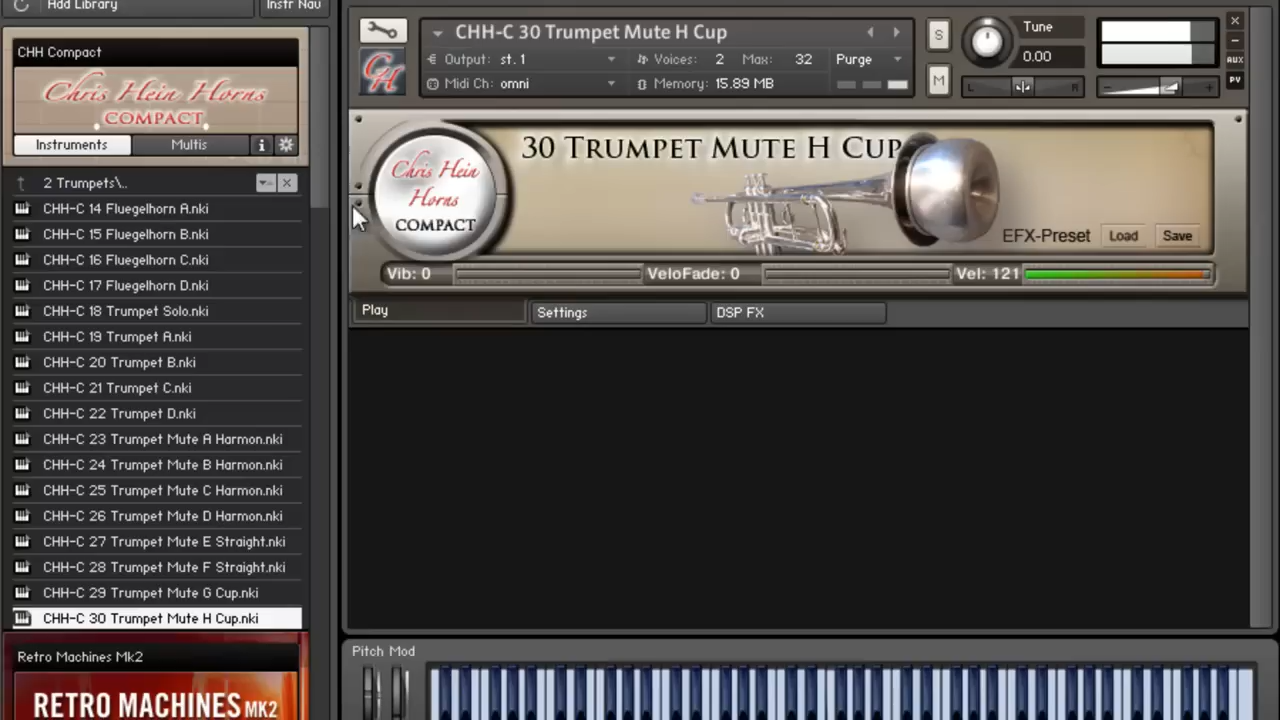 Add Library
Instr Nav
CHH Compact
Chris Hein Horns
COMPACT
Instruments
Multis
i
2 Trumpets\..
CHH-C 14 Fluegelhorn A.nki
CHH-C 15 Fluegelhorn B.nki
CHH-C 16 Fluegelhorn C.nki
CHH-C 17 Fluegelhorn D.nki
CHH-C 18 Trumpet Solo.nki
CHH-C 19 Trumpet A.nki
CHH-C 20 Trumpet B.nki
CHH-C 21 Trumpet C.nki
CHH-C 22 Trumpet D.nki
CHH-C 23 Trumpet Mute A Harmon.nki
CHH-C 24 Trumpet Mute B Harmon.nki
CHH-C 25 Trumpet Mute C Harmon.nki
CHH-C 26 Trumpet Mute D Harmon.nki
CHH-C 27 Trumpet Mute E Straight.nki
CHH-C 28 Trumpet Mute F Straight.nki
CHH-C 29 Trumpet Mute G Cup.nki
CHH-C 30 Trumpet Mute H Cup.nki
Retro Machines Mk2
RETRO MACHINES MK2
CHH-C 30 Trumpet Mute H Cup
Output: st. 1
Voices: 2 Max: 32
Purge
Midi Ch: omni
Memory: 15.89 MB
S
M
Tune
0.00
L
R
AUX
PV
CH
Chris Hein
Horns
COMPACT
30 Trumpet Mute H Cup
EFX-Preset Load Save
Vib: 0
VeloFade: 0
Vel: 121
Play
Settings
DSP FX
Pitch Mod